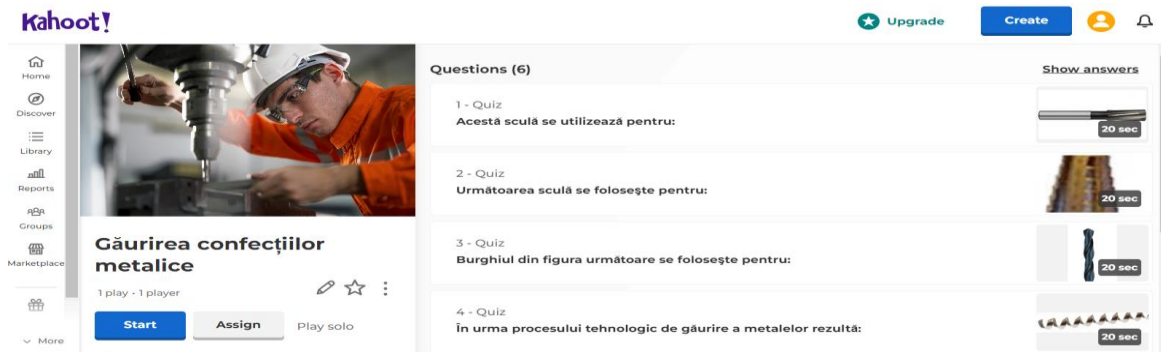 Kahoot!
Upgrade
Create
Home
Discover
Library
Reports
Groups
Marketplace
More
Găurirea confecțiilor
metalice
1 play · 1 player
Start
Assign
Play solo
Questions (6)
Show answers
1 - Quiz
Acestă sculă se utilizează pentru:
20 sec
2 - Quiz
Următoarea sculă se folosește pentru:
20 sec
3 - Quiz
Burghiul din figura următoare se folosește pentru:
20 sec
4 - Quiz
În urma procesului tehnologic de găurire a metalelor rezultă:
20 sec